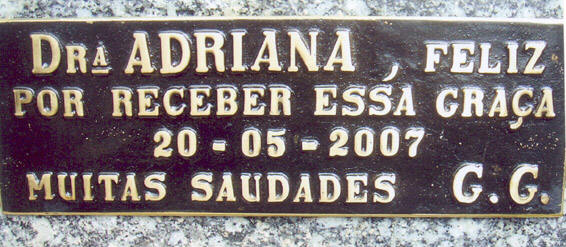 DRª ADRIANA, FELIZ
POR RECEBER ESSA GRAÇA
20-05-2007
MUITAS SAUDADES G.G.